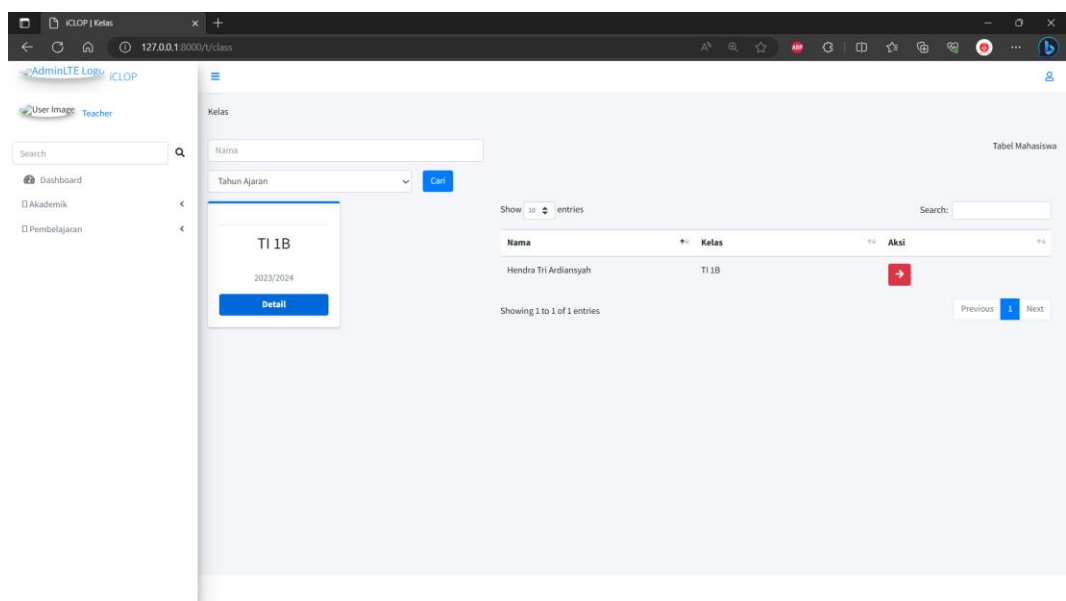 iCLOP | Kelas
127.0.0.1:8000/t/class
ABP
AdminLTE Logo iCLOP
User Image Teacher
Kelas
Search
Nama
Tabel Mahasiswa
Dashboard
Tahun Ajaran
Cari
Akademik
Pembelajaran
Show 10 entries
Search:
TI 1B
2023/2024
Detail
Nama Kelas Aksi
Hendra Tri Ardiansyah TI 1B
Showing 1 to 1 of 1 entries
Previous 1 Next